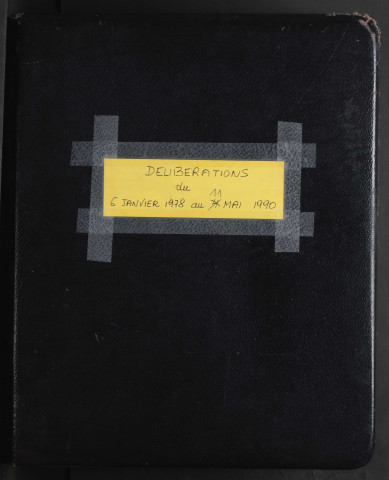 DELIBERATIONS
du
11
6 JANVIER 1978 au MAI 1990